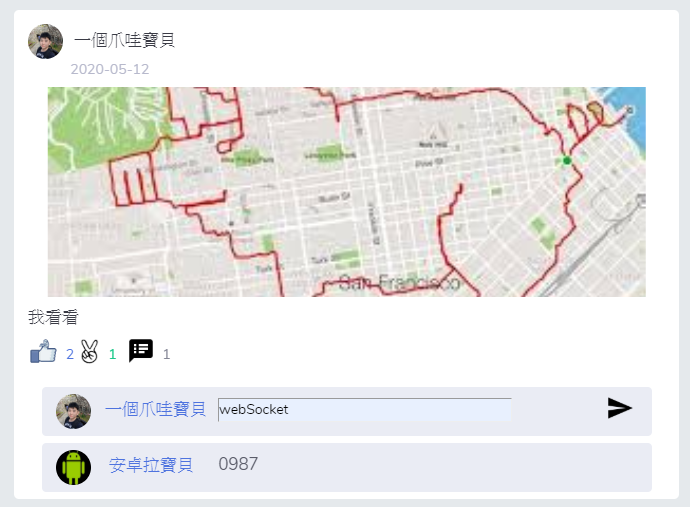 一個爪哇寶貝
2020-05-12
San Francisco
我看看
2 1 1
一個爪哇寶貝 webSocket
安卓拉寶貝 0987